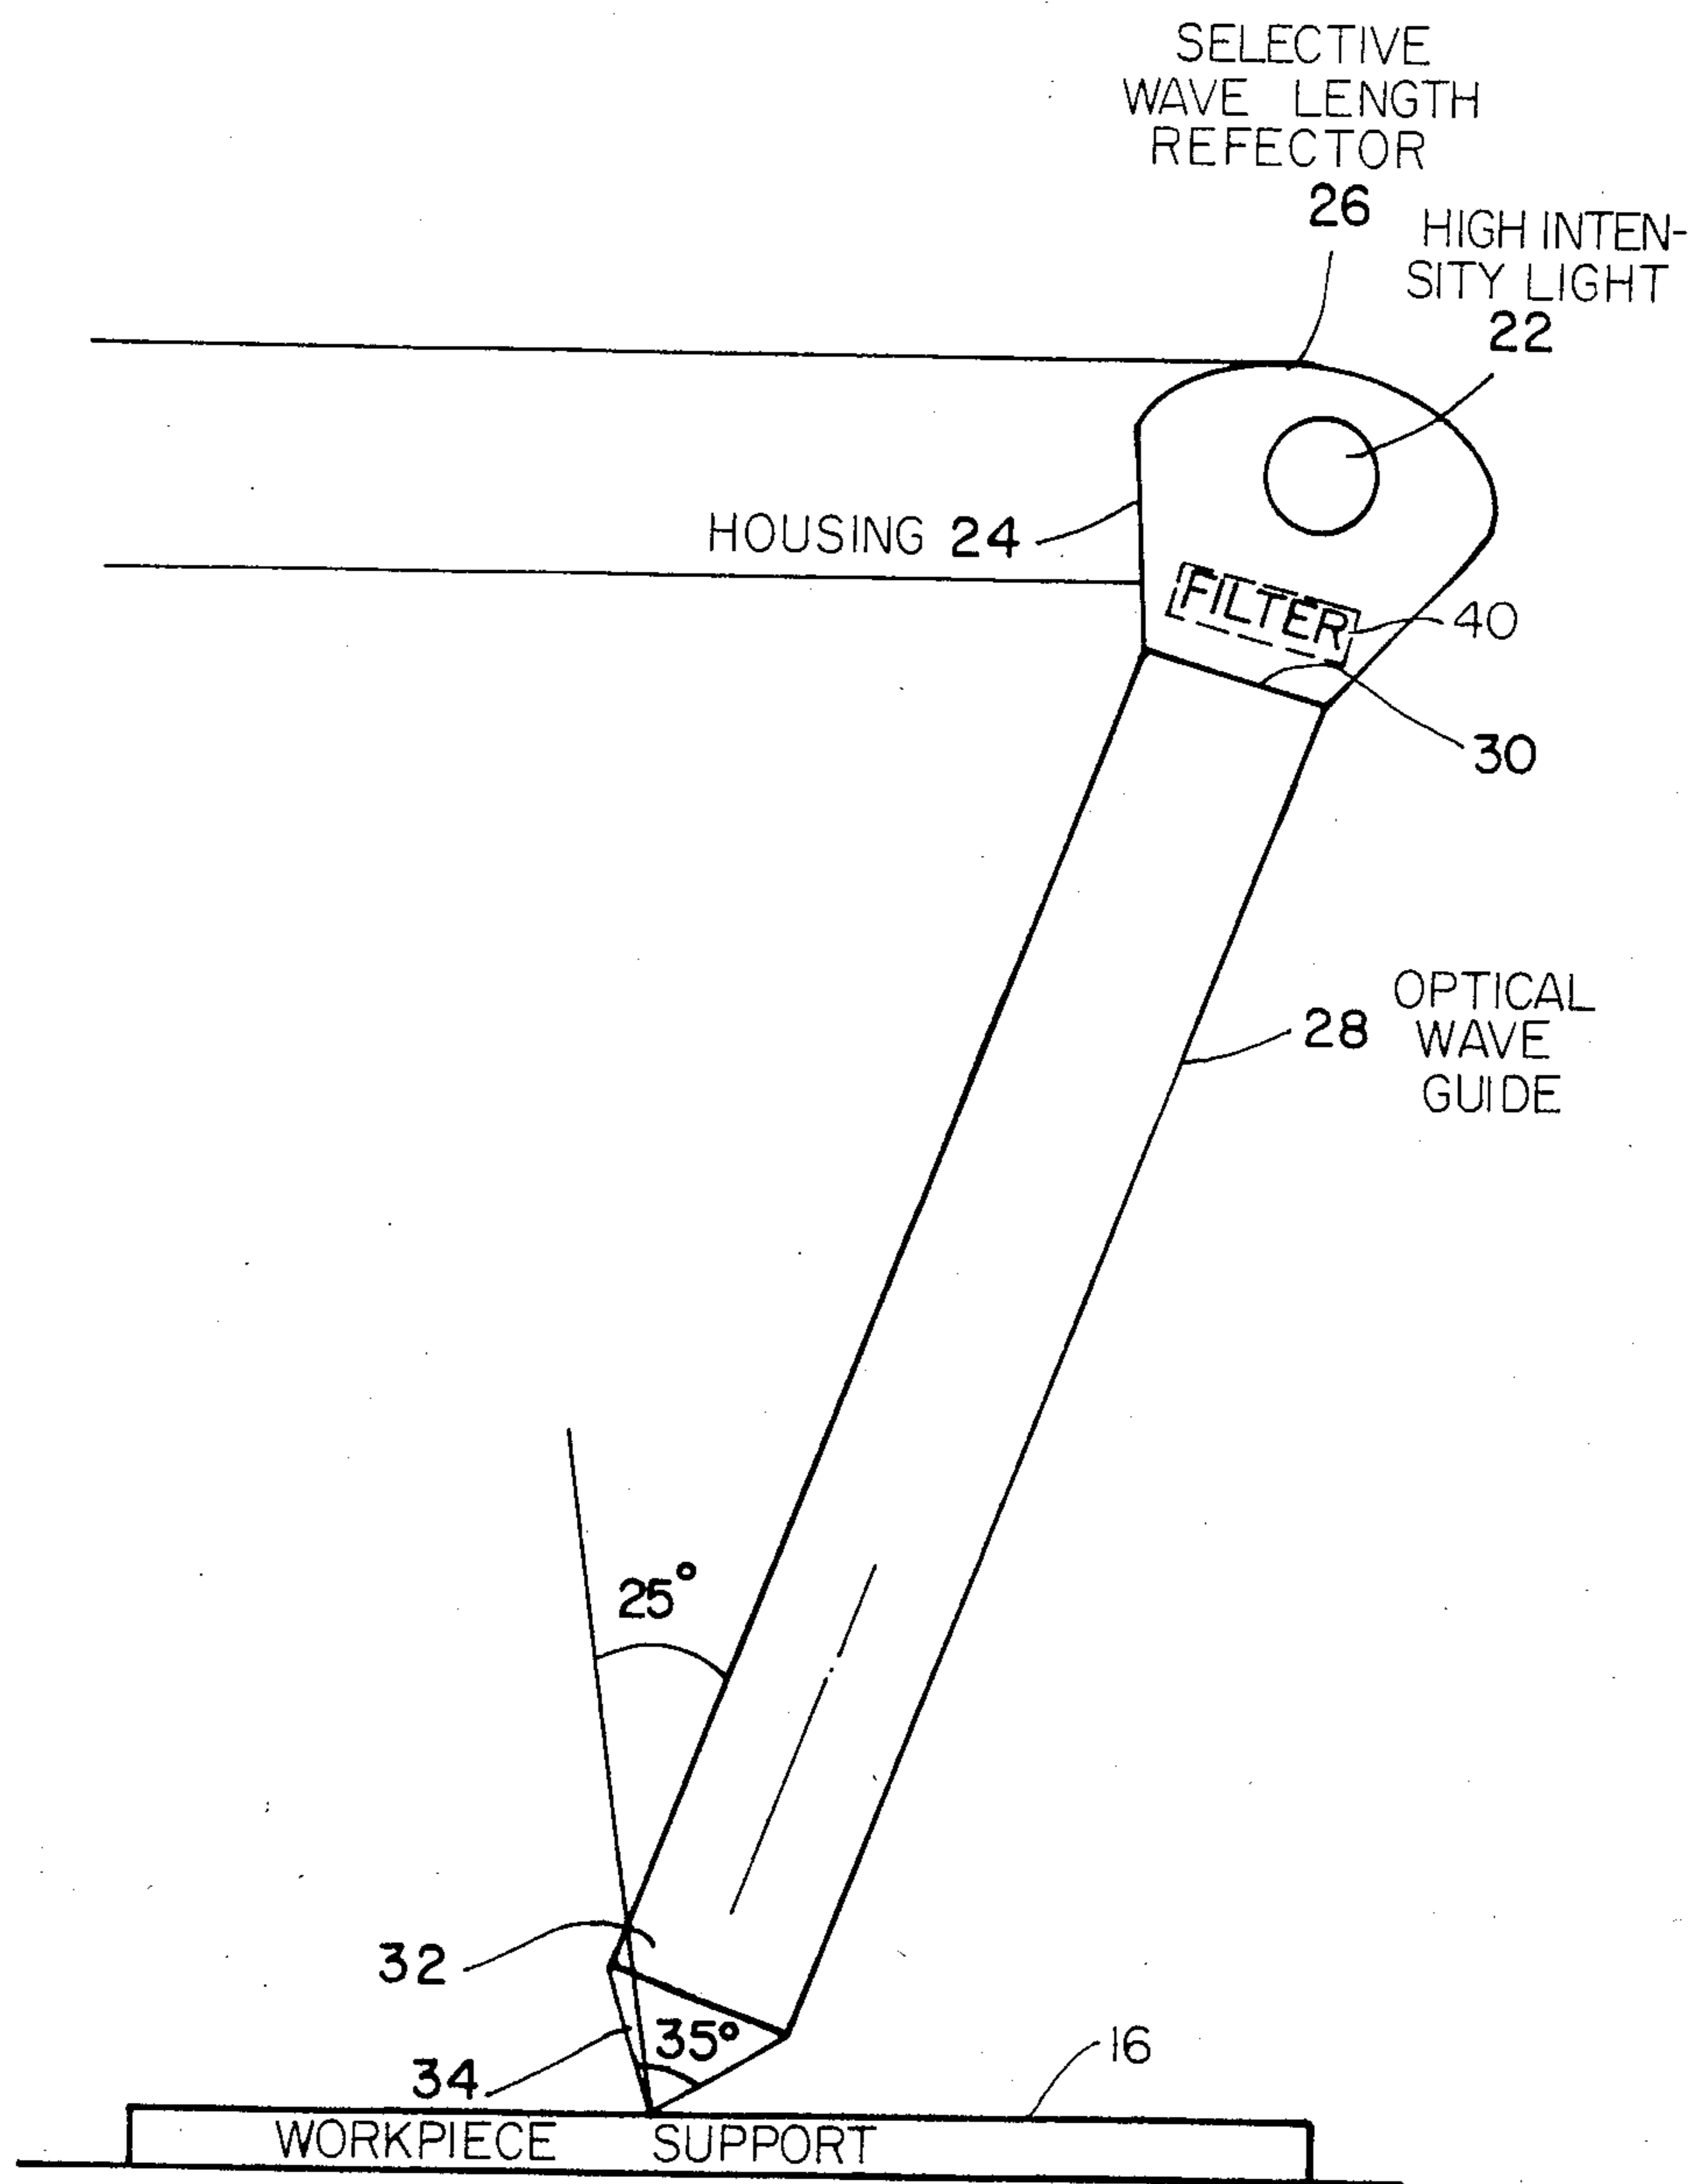 SELECTIVE
WAVE LENGTH
REFECTOR
26
HIGH INTEN-
SITY LIGHT
22
HOUSING 24
FILTER
40
30
28 OPTICAL
WAVE
GUIDE
25°
32
35°
34
16
WORKPIECE SUPPORT